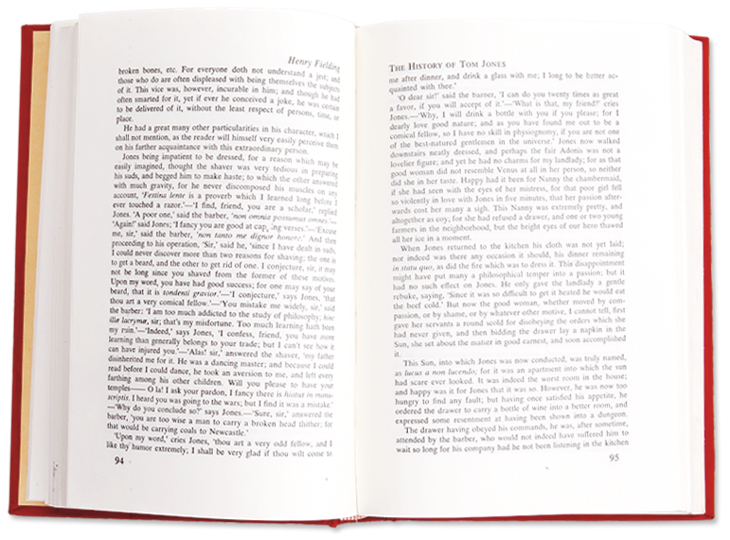 Henry Fielding
broken bones, etc. For everyone doth not understand a jest; and
those who do are often displeased with being themselves the subjects
of it. This vice was, however, incurable in him; and though he had
often smarted for it, yet if ever he conceived a joke, he was certain
to be delivered of it, without the least respect of persons, time, or
place.
He had a great many other particularities in his character, which I
shall not mention, as the reader will himself very easily perceive them
on his farther acquaintance with this extraordinary person.
Jones being impatient to be dressed, for a reason which may be
easily imagined, thought the shaver was very tedious in preparing
his suds, and begged him to make haste; to which the other answered
with much gravity, for he never discomposed his muscles on any
account, 'Festina lente is a proverb which I learned long before I
ever touched a razor.'—'I find, friend, you are a scholar,' replied
Jones. 'A poor one,' said the barber, 'non omnia possumus omnes.'—
'Again!' said Jones; 'I fancy you are good at capping verses.'—'Excuse
me, sir,' said the barber, 'non tanto me dignor honore.' And then
proceeding to his operation, 'Sir,' said he, 'since I have dealt in suds,
I could never discover more than two reasons for shaving; the one is
to get a beard, and the other to get rid of one. I conjecture, sir, it may
not be long since you shaved from the former of these motives.
Upon my word, you have had good success; for one may say of your
beard, that it is tondenti gravior.'—'I conjecture,' says Jones, 'that
thou art a very comical fellow.'—'You mistake me widely, sir,' said
the barber: 'I am too much addicted to the study of philosophy; hinc
illæ lacrymæ, sir; that's my misfortune. Too much learning hath been
my ruin.'—'Indeed,' says Jones, 'I confess, friend, you have more
learning than generally belongs to your trade; but I can't see how it
can have injured you.'—'Alas! sir,' answered the shaver, 'my father
disinherited me for it. He was a dancing master; and because I could
read before I could dance, he took an aversion to me, and left every
farthing among his other children. Will you please to have your
temples—— O la! I ask your pardon, I fancy there is hiatus in manu-
scriptis. I heard you was going to the wars; but I find it was a mistake.'
—'Why do you conclude so?' says Jones.—'Sure, sir,' answered the
barber, 'you are too wise a man to carry a broken head thither; for
that would be carrying coals to Newcastle.'
'Upon my word,' cries Jones, 'thou art a very odd fellow, and I
like thy humor extremely; I shall be very glad if thou wilt come to
94
THE HISTORY OF TOM JONES
me after dinner, and drink a glass with me; I long to be better ac-
quainted with thee.'
'O dear sir!' said the barner, 'I can do you twenty times as great
a favor, if you will accept of it.'—'What is that, my friend?' cries
Jones.—'Why, I will drink a bottle with you if you please; for I
dearly love good nature; and as you have found me out to be a
comical fellow, so I have no skill in physiognomy, if you are not one
of the best-natured gentlemen in the universe.' Jones now walked
downstairs neatly dressed, and perhaps the fair Adonis was not a
lovelier figure; and yet he had no charms for my landlady; for as that
good woman did not resemble Venus at all in her person, so neither
did she in her taste. Happy had it been for Nanny the chambermaid,
if she had seen with the eyes of her mistress, for that poor girl fell
so violently in love with Jones in five minutes, that her passion after-
wards cost her many a sigh. This Nanny was extremely pretty, and
altogether as coy; for she had refused a drawer, and one or two young
farmers in the neighborhood, but the bright eyes of our hero thawed
all her ice in a moment.
When Jones returned to the kitchen his cloth was not yet laid;
nor indeed was there any occasion it should, his dinner remaining
in statu quo, as did the fire which was to dress it. This disappointment
might have put many a philosophical temper into a passion; but it
had no such effect on Jones. He only gave the landlady a gentle
rebuke, saying, 'Since it was so difficult to get it heated he would eat
the beef cold.' But now the good woman, whether moved by com-
passion, or by shame, or by whatever other motive, I cannot tell, first
gave her servants a round scold for disobeying the orders which she
had never given, and then bidding the drawer lay a napkin in the
Sun, she set about the matter in good earnest, and soon accomplished
it.
This Sun, into which Jones was now conducted, was truly named,
as lucus a non lucendo; for it was an apartment into which the sun
had scare ever looked. It was indeed the worst room in the house;
and happy was it for Jones that it was so. However, he was now too
hungry to find any fault; but having once satisfied his appetite, he
ordered the drawer to carry a bottle of wine into a better room, and
expressed some resentment at having been shown into a dungeon.
The drawer having obeyed his commands, he was, after sometime,
attended by the barber, who would not indeed have suffered him to
wait so long for his company had he not been listening in the kitchen
95